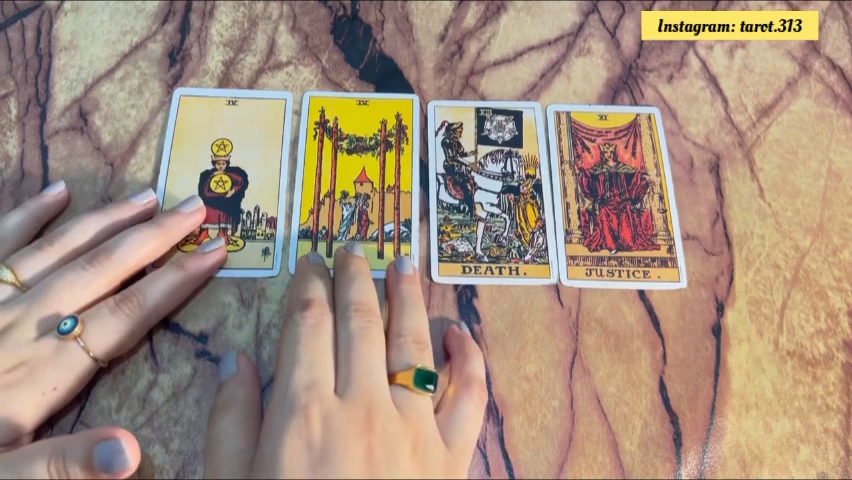 Instagram: tarot.313
IV
IV
XIII
XI
DEATH.
JUSTICE.